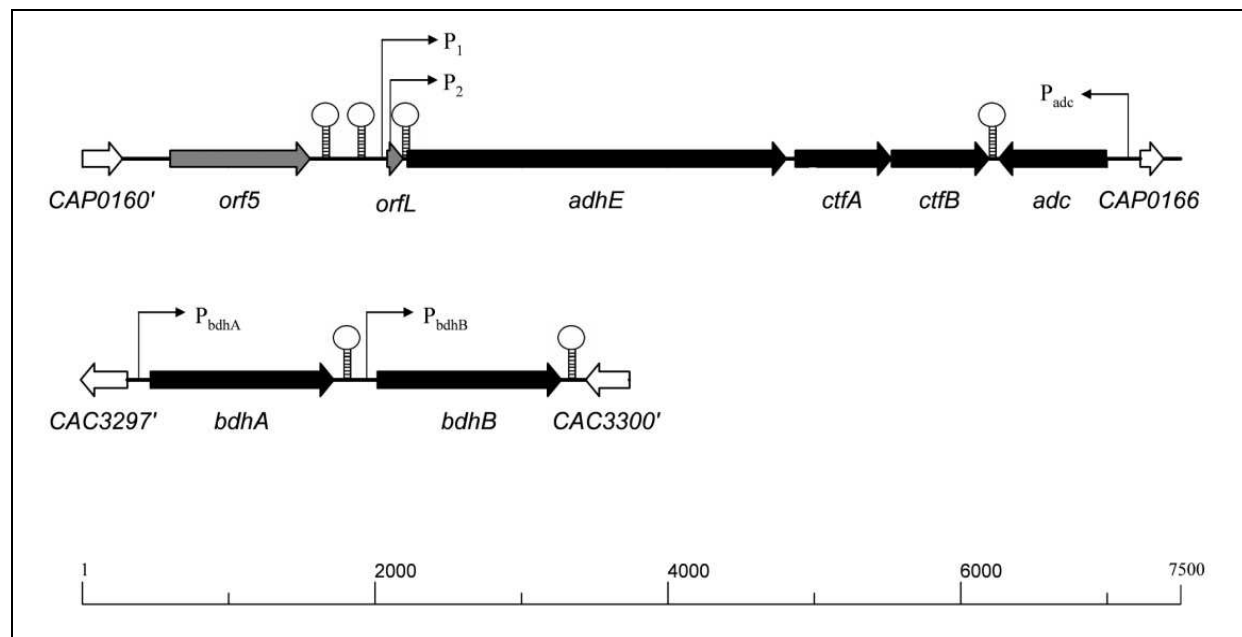 P1
P2
Padc
CAP0160' orf5 orfL adhE ctfA ctfB adc CAP0166
PbdhA PbdhB
CAC3297' bdhA bdhB CAC3300'
1 2000 4000 6000 7500